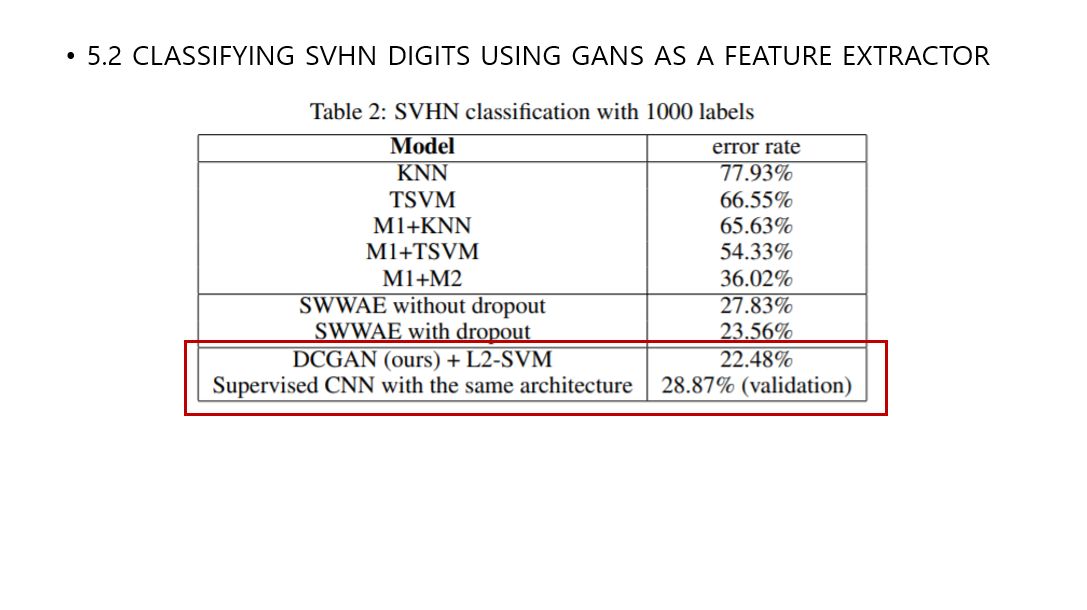 • 5.2 CLASSIFYING SVHN DIGITS USING GANS AS A FEATURE EXTRACTOR
Table 2: SVHN classification with 1000 labels
Model error rate
KNN 77.93%
TSVM 66.55%
M1+KNN 65.63%
M1+TSVM 54.33%
M1+M2 36.02%
SWWAE without dropout 27.83%
SWWAE with dropout 23.56%
DCGAN (ours) + L2-SVM 22.48%
Supervised CNN with the same architecture 28.87% (validation)